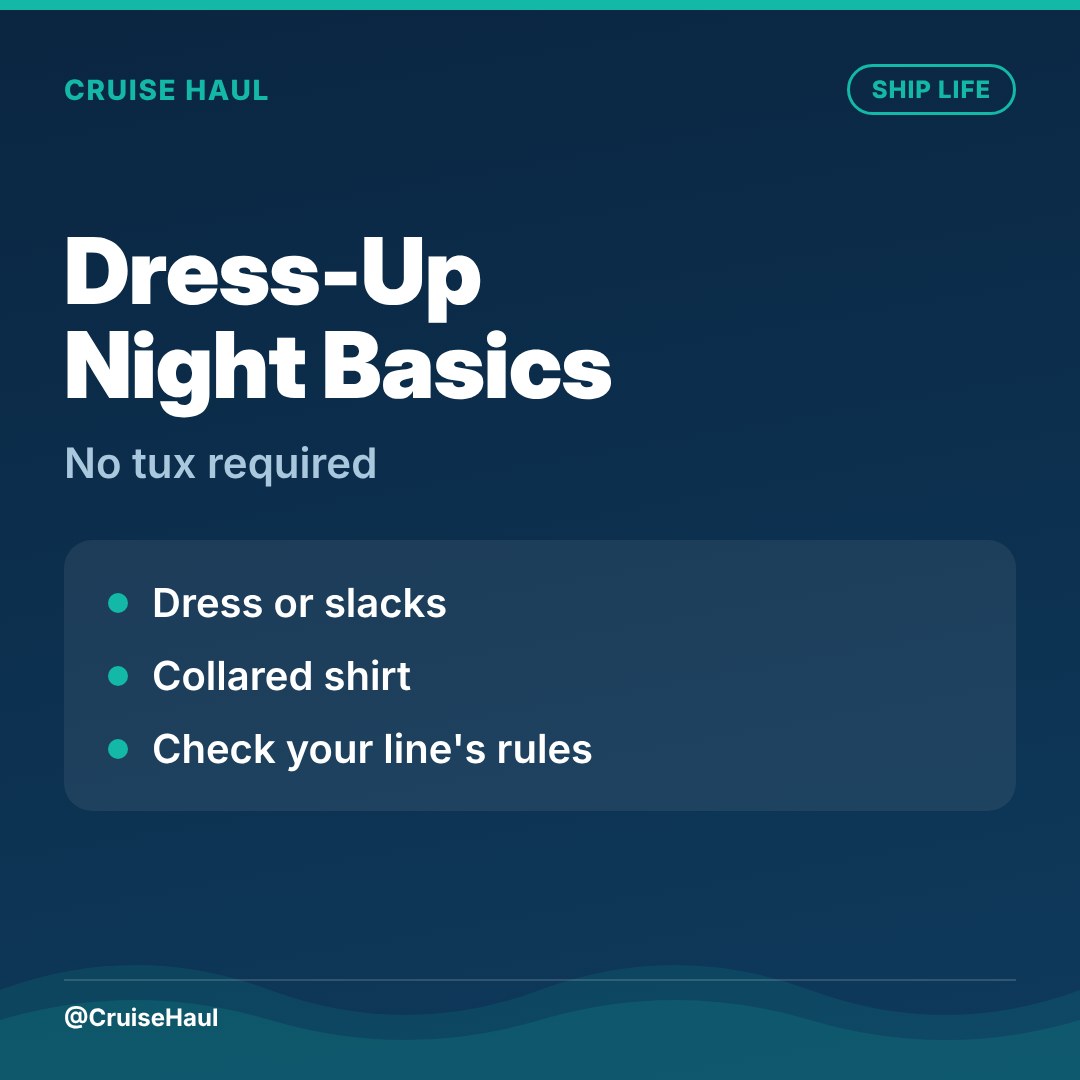 CRUISE HAUL
SHIP LIFE
Dress-Up
Night Basics
No tux required
Dress or slacks
Collared shirt
Check your line's rules
@CruiseHaul